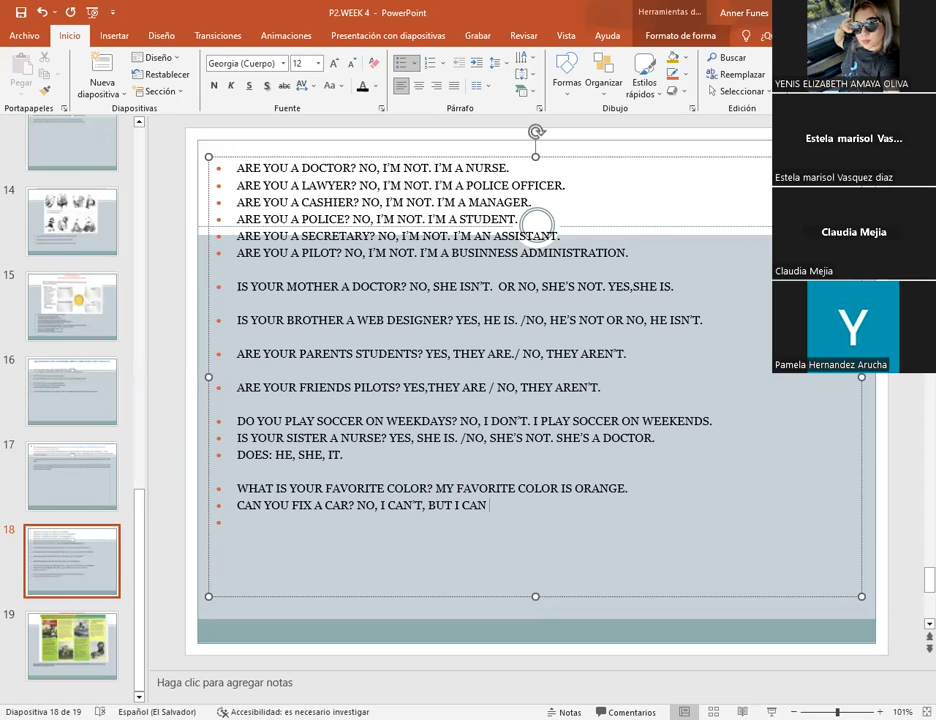 P2.WEEK 4 - PowerPoint
Herramientas d...
Anner Funes
Archivo Inicio Insertar Diseño Transiciones Animaciones Presentación con diapositivas Grabar Revisar Vista Ayuda Formato de forma
Pegar
Nueva diapositiva
Diseño
Restablecer
Sección
Georgia (Cuerpo) 12
N K S abc AV Aa A
Formas Organizar Estilos rápidos
Buscar
Reemplazar
Seleccionar
Portapapeles Diapositivas Fuente Párrafo Dibujo Edición
14
15
16
17
18
19
ARE YOU A DOCTOR? NO, I'M NOT. I'M A NURSE.
ARE YOU A LAWYER? NO, I'M NOT. I'M A POLICE OFFICER.
ARE YOU A CASHIER? NO, I'M NOT. I'M A MANAGER.
ARE YOU A POLICE? NO, I'M NOT. I'M A STUDENT.
ARE YOU A SECRETARY? NO, I'M NOT. I'M AN ASSISTANT.
ARE YOU A PILOT? NO, I'M NOT. I'M A BUSINNESS ADMINISTRATION.
IS YOUR MOTHER A DOCTOR? NO, SHE ISN'T. OR NO, SHE'S NOT. YES,SHE IS.
IS YOUR BROTHER A WEB DESIGNER? YES, HE IS. /NO, HE'S NOT OR NO, HE ISN'T.
ARE YOUR PARENTS STUDENTS? YES, THEY ARE./ NO, THEY AREN'T.
ARE YOUR FRIENDS PILOTS? YES,THEY ARE / NO, THEY AREN'T.
DO YOU PLAY SOCCER ON WEEKDAYS? NO, I DON'T. I PLAY SOCCER ON WEEKENDS.
IS YOUR SISTER A NURSE? YES, SHE IS. /NO, SHE'S NOT. SHE'S A DOCTOR.
DOES: HE, SHE, IT.
WHAT IS YOUR FAVORITE COLOR? MY FAVORITE COLOR IS ORANGE.
CAN YOU FIX A CAR? NO, I CAN'T, BUT I CAN
YENIS ELIZABETH AMAYA OLIVA
Estela marisol Vas...
Estela marisol Vasquez diaz
Claudia Mejia
Claudia Mejia
Y
Pamela Hernandez Arucha
Haga clic para agregar notas
Diapositiva 18 de 19 Español (El Salvador) Accesibilidad: es necesario investigar Notas Comentarios 101%